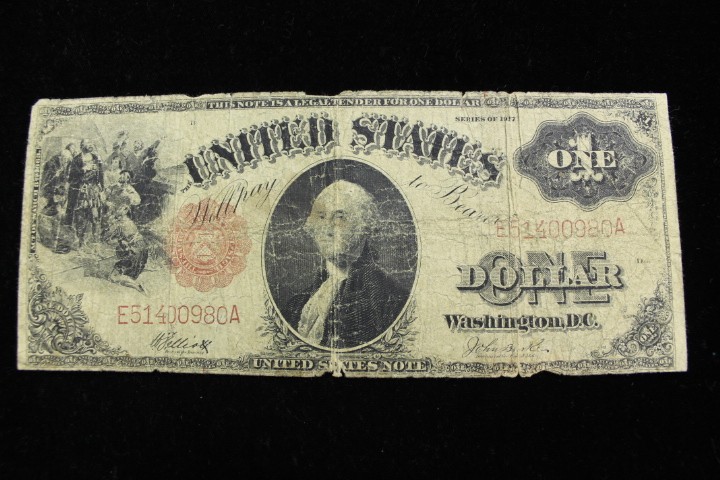 THIS NOTE IS A LEGAL TENDER FOR ONE DOLLAR
SERIES OF 1917
THE
UNITED STATES
ONE
Will pay to Bearer
E51400980A
ONE
DOLLAR
E51400980A
Washington, D.C.
UNITED STATES NOTE